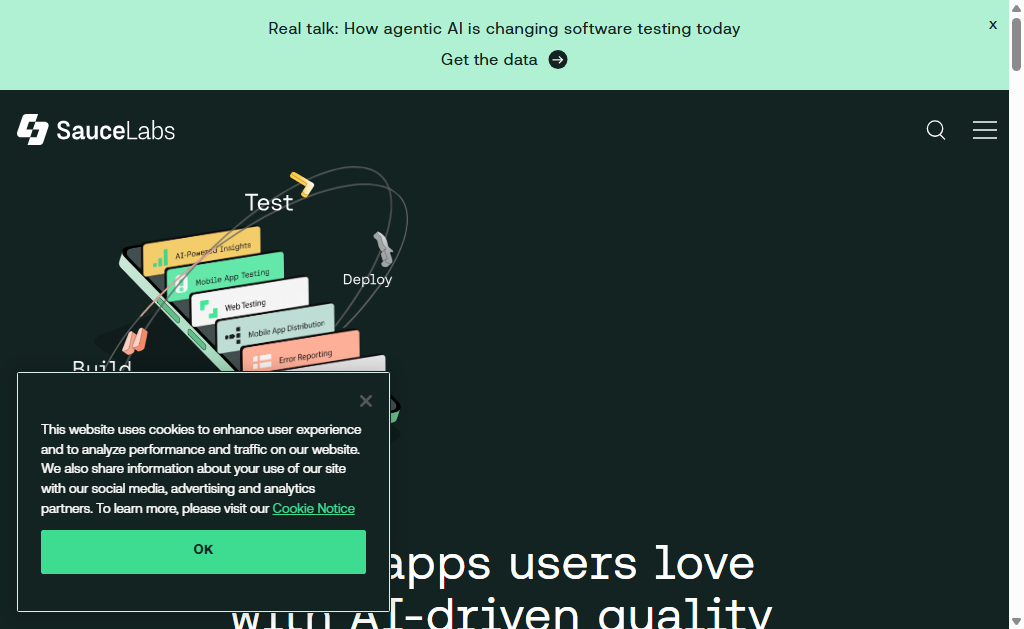 Real talk: How agentic AI is changing software testing today
Get the data
x
SauceLabs
Test
AI-Powered Insights
Mobile App Testing
Deploy
Web Testing
Mobile App Distribution
Error Reporting
Build
This website uses cookies to enhance user experience
and to analyze performance and traffic on our website.
We also share information about your use of our site
with our social media, advertising and analytics
partners. To learn more, please visit our Cookie Notice
OK
apps users love
with AI-driven quality